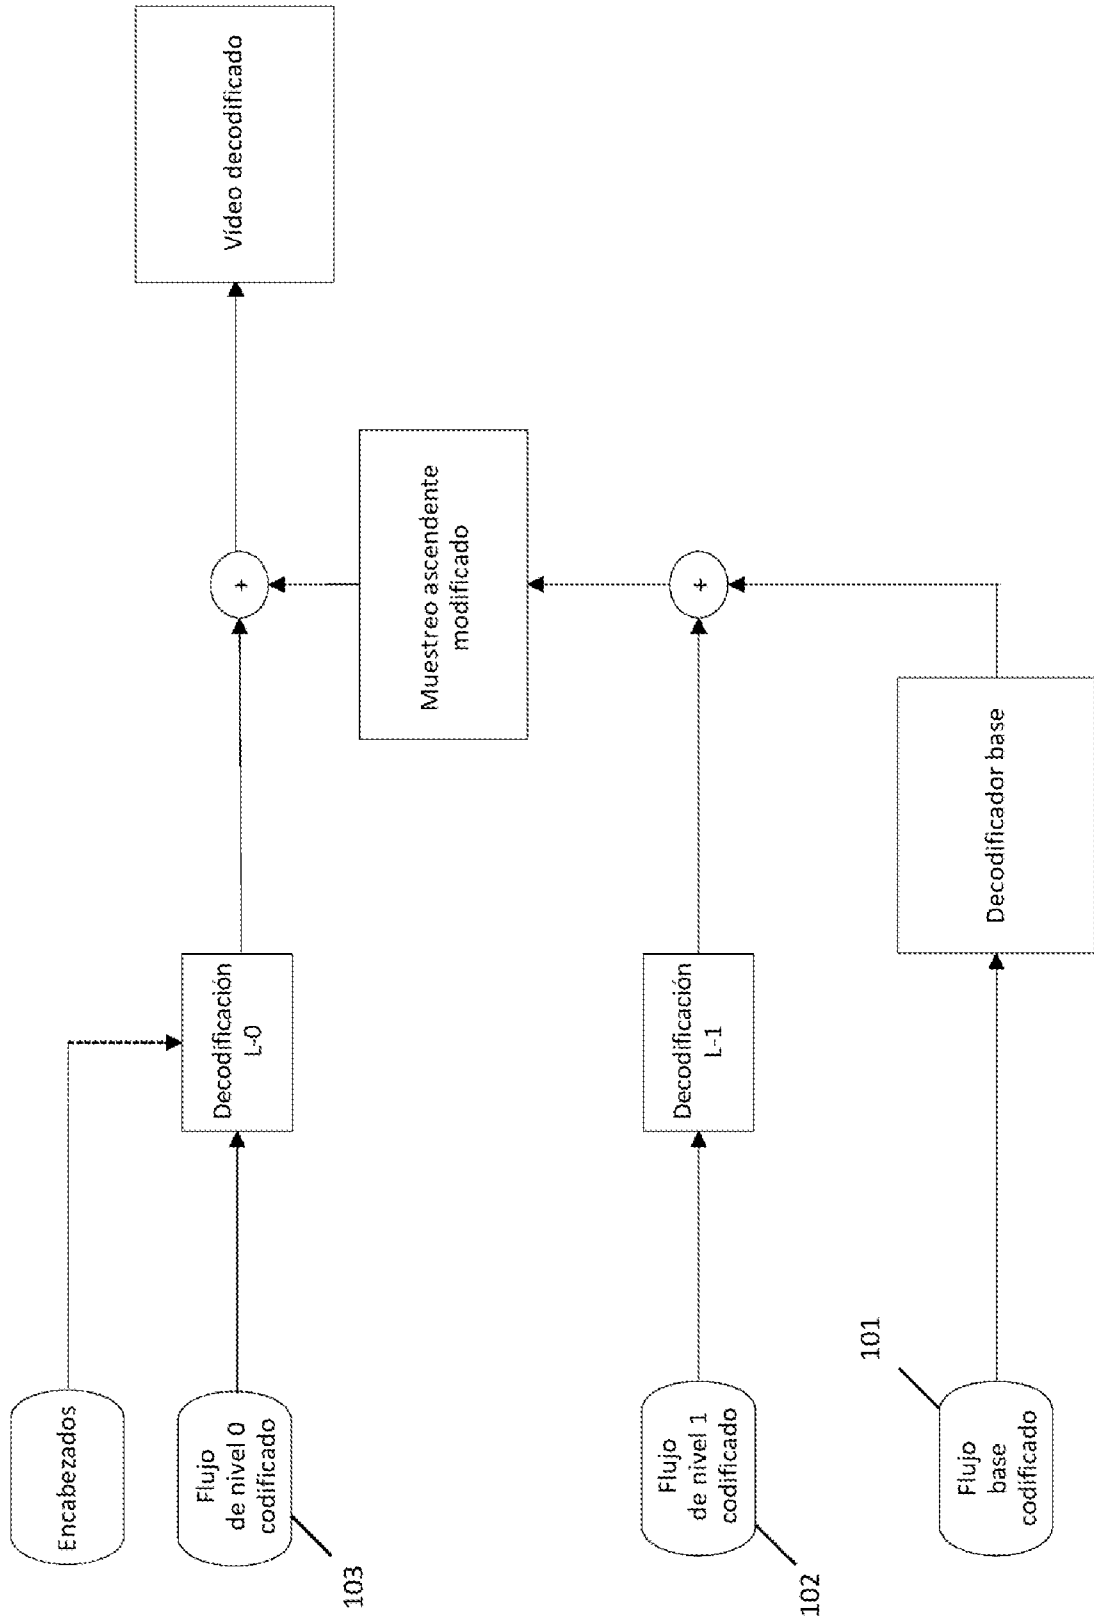 Encabezados
Flujo
de nivel 0
codificado
103
Decodificación
L-0
+
Vídeo decodificado
Muestreo ascendente
modificado
Flujo
de nivel 1
codificado
102
Decodificación
L-1
+
Flujo
base
codificado
101
Decodificador base